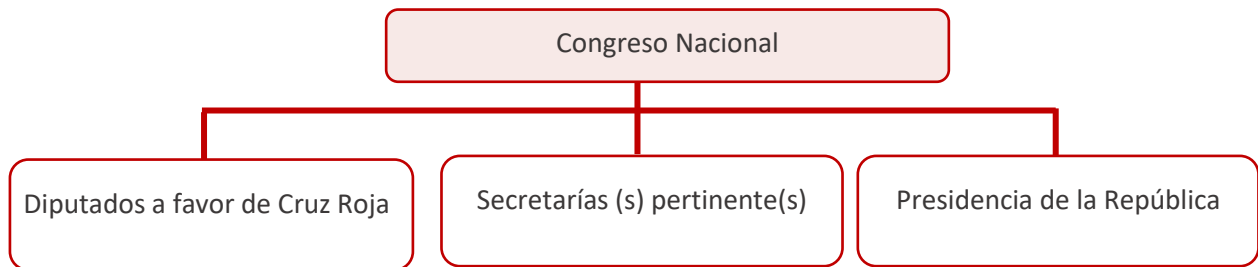 Congreso Nacional
Diputados a favor de Cruz Roja
Secretarías (s) pertinente(s)
Presidencia de la República